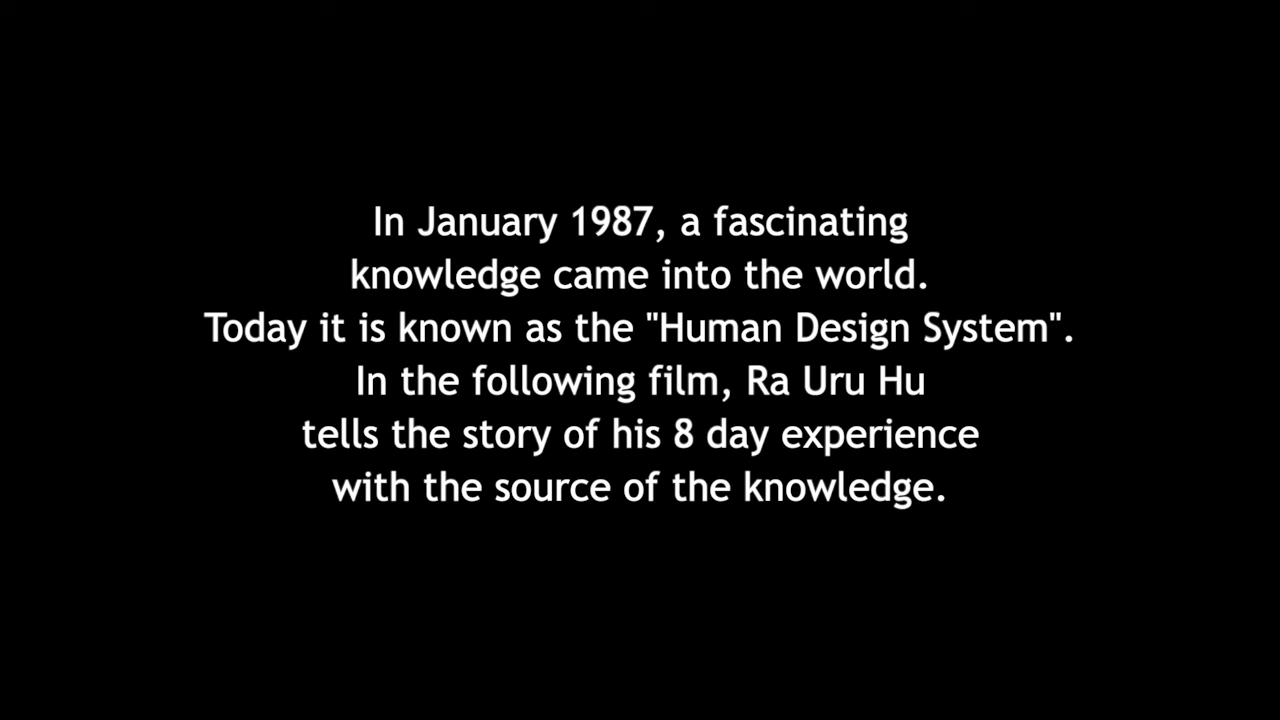 In January 1987, a fascinating
knowledge came into the world.
Today it is known as the "Human Design System".
In the following film, Ra Uru Hu
tells the story of his 8 day experience
with the source of the knowledge.